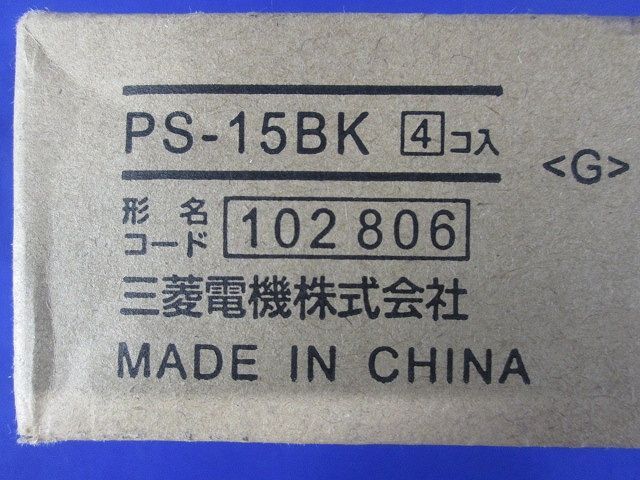 PS-15BK 4コ入
<G>
形名
コード 102 806
三菱電機株式会社
MADE IN CHINA